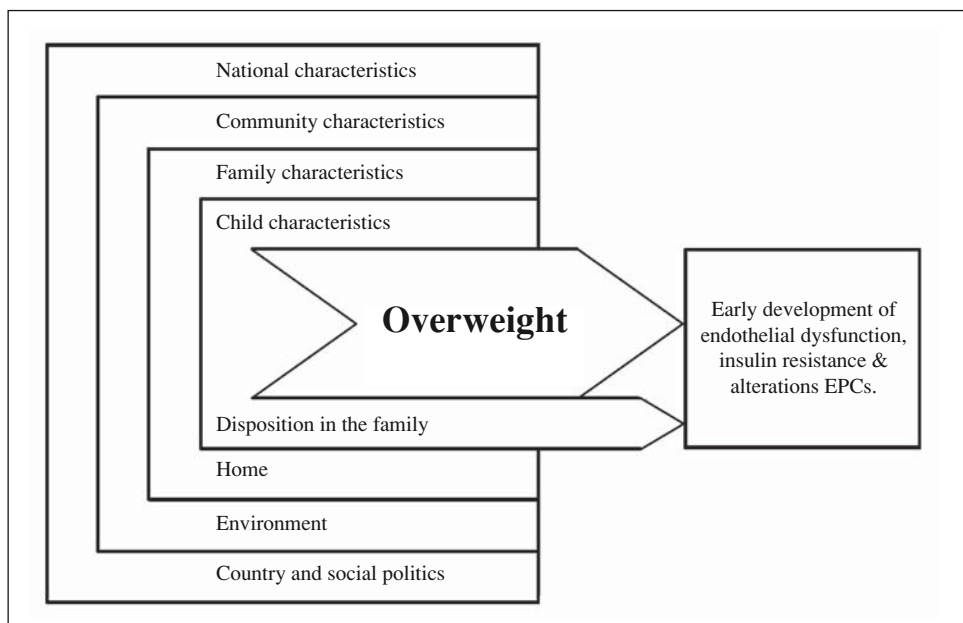 National characteristics
Community characteristics
Family characteristics
Child characteristics
Overweight
Early development of
endothelial dysfunction,
insulin resistance &
alterations EPCs.
Disposition in the family
Home
Environment
Country and social politics